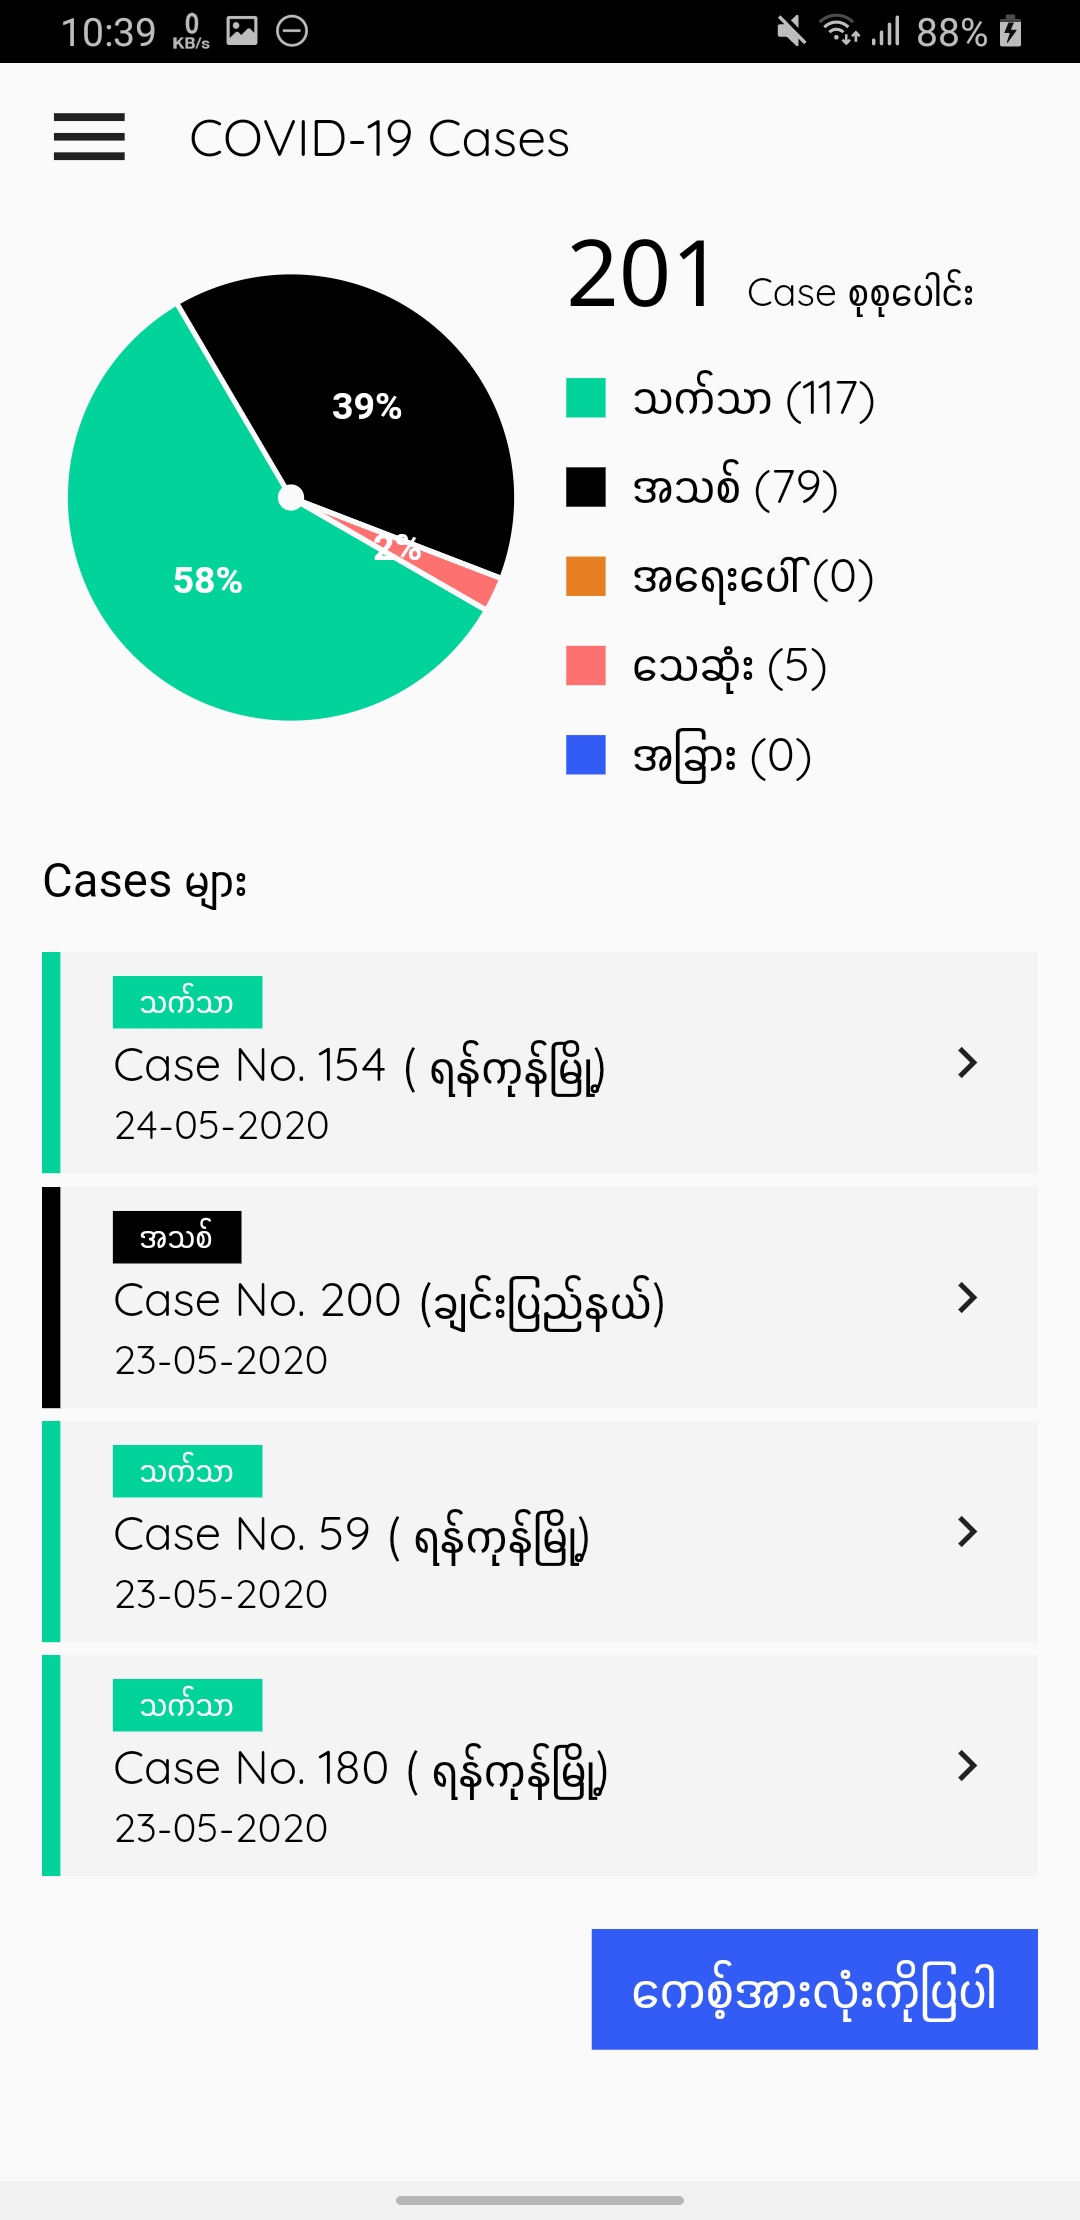 10:39 0 KB/s 88%
COVID-19 Cases
201 Case စုစုပေါင်း
သက်သာ (117)
အသစ် (79)
အရေးပေါ် (0)
သေဆုံး (5)
အခြား (0)
39%
2%
58%
Cases များ
သက်သာ
Case No. 154 ( ရန်ကုန်မြို့)
24-05-2020
အသစ်
Case No. 200 (ချင်းပြည်နယ်)
23-05-2020
သက်သာ
Case No. 59 ( ရန်ကုန်မြို့)
23-05-2020
သက်သာ
Case No. 180 ( ရန်ကုန်မြို့)
23-05-2020
ကေစ့်အားလုံးကိုပြပါ